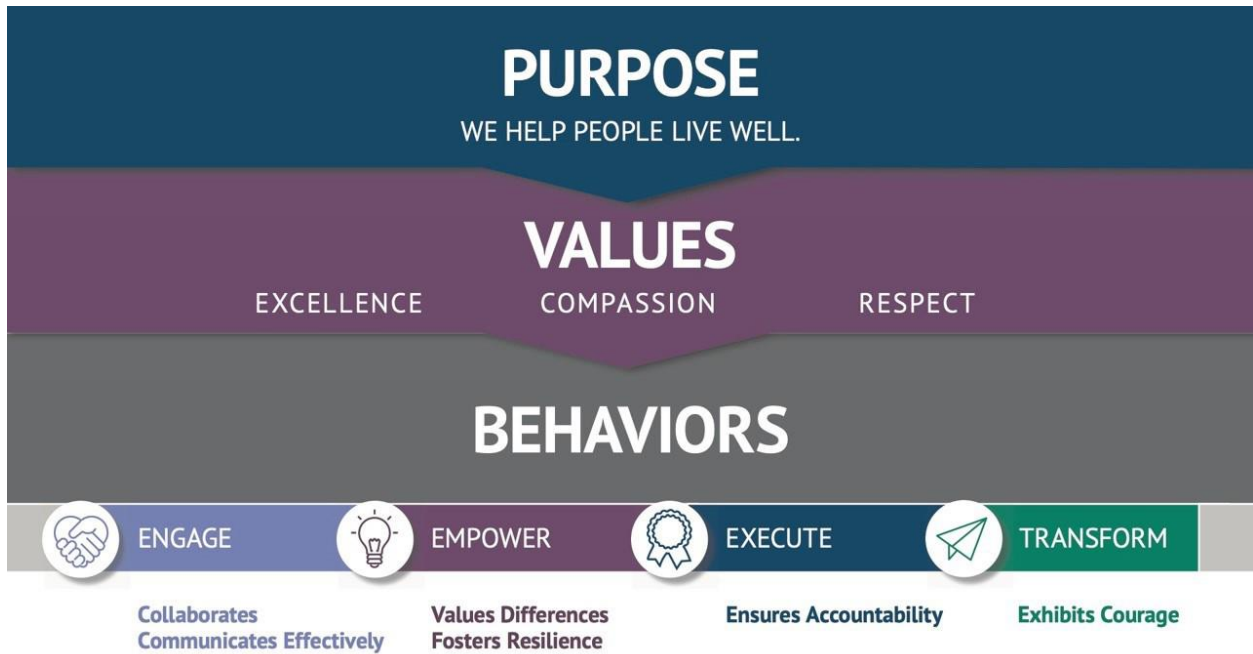 PURPOSE
WE HELP PEOPLE LIVE WELL.
VALUES
EXCELLENCE COMPASSION RESPECT
BEHAVIORS
ENGAGE EMPOWER EXECUTE TRANSFORM
Collaborates Values Differences Ensures Accountability Exhibits Courage
Communicates Effectively Fosters Resilience